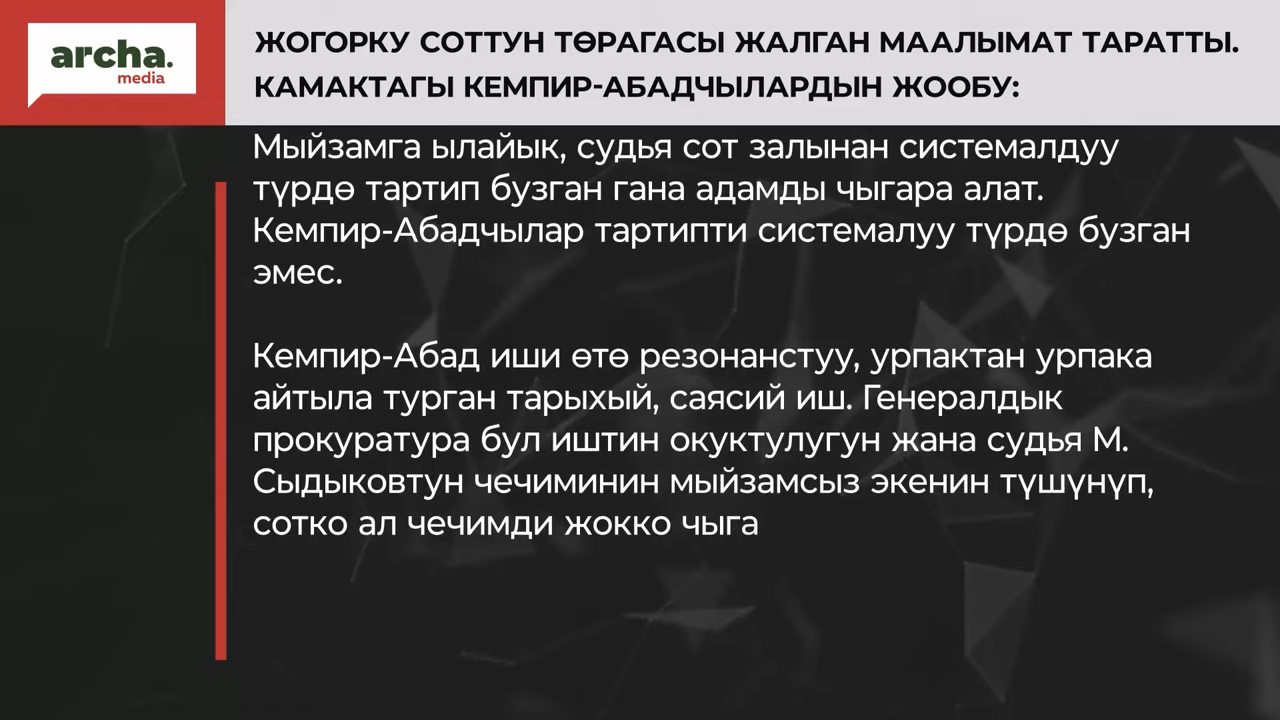 archa.
media
ЖОГОРКУ СОТТУН ТӨРАГАСЫ ЖАЛГАН МААЛЫМАТ ТАРАТТЫ.
КАМАКТАГЫ КЕМПИР-АБАДЧЫЛАРДЫН ЖООБУ:
Мыйзамга ылайык, судья сот залынан системалдуу
түрдө тартип бузган гана адамды чыгара алат.
Кемпир-Абадчылар тартипти системалуу түрдө бузган
эмес.
Кемпир-Абад иши өтө резонанстуу, урпактан урпака
айтыла турган тарыхый, саясий иш. Генералдык
прокуратура бул иштин окуктулугун жана судья М.
Сыдыковтун чечиминин мыйзамсыз экенин түшүнүп,
сотко ал чечимди жокко чыга